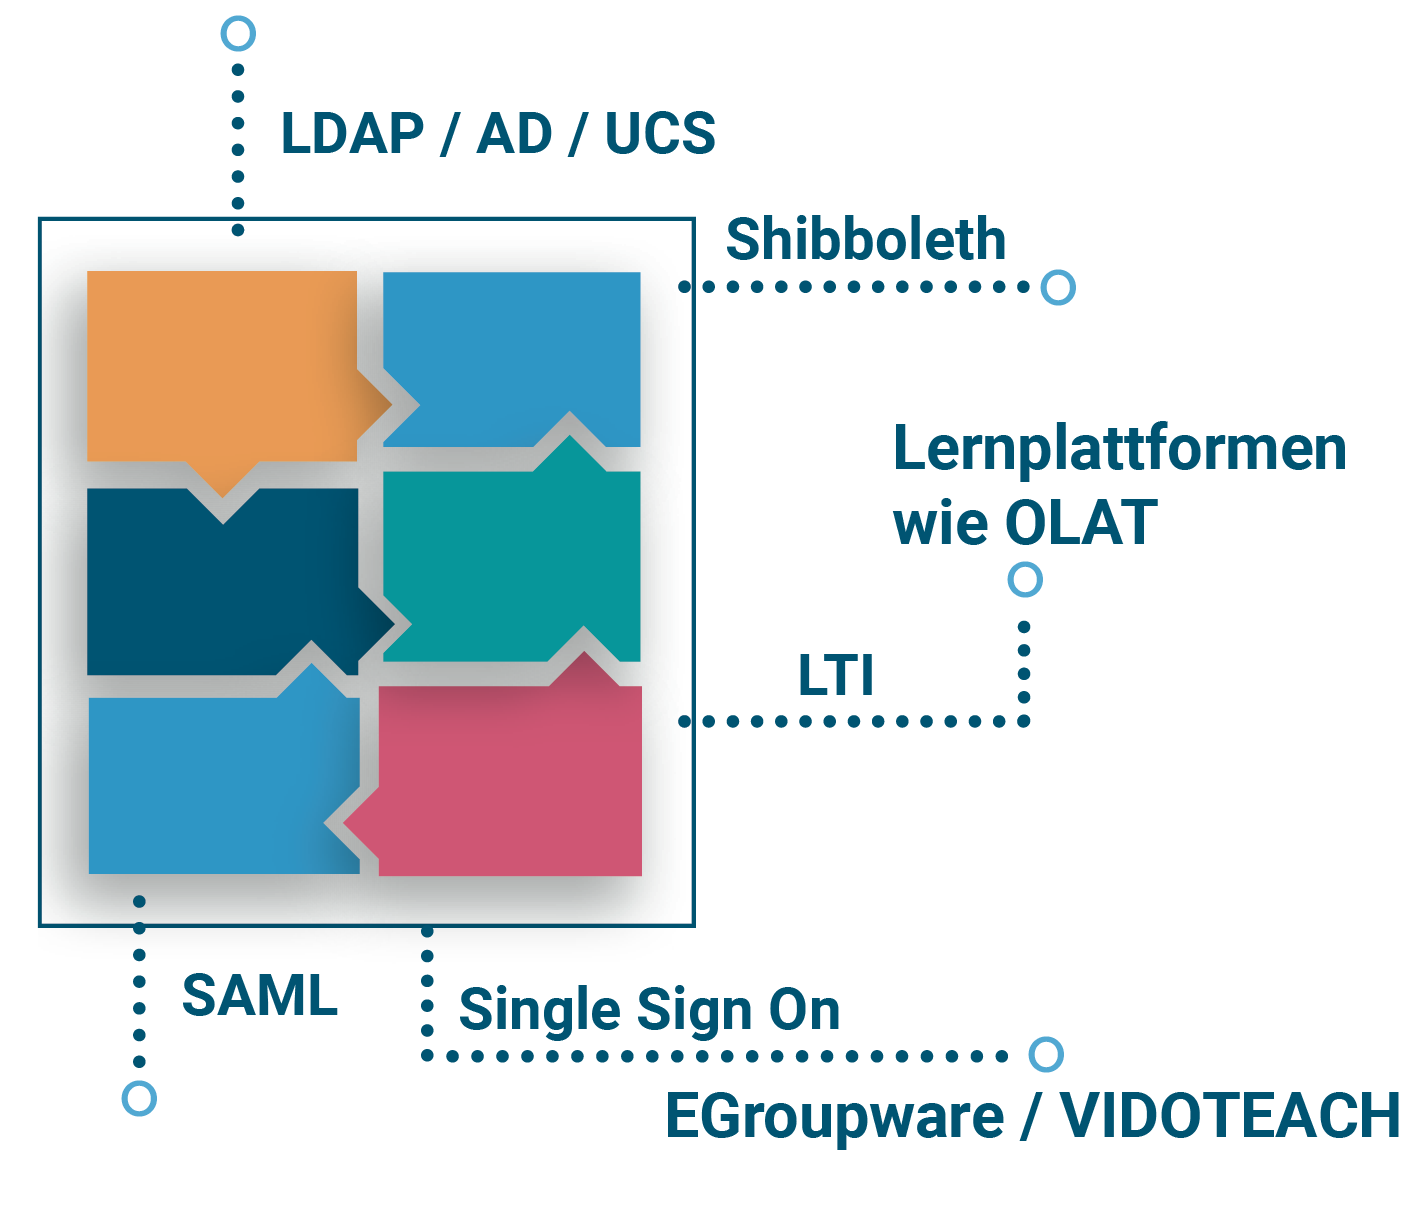 LDAP / AD / UCS
Shibboleth
Lernplattformen
wie OLAT
LTI
SAML
Single Sign On
EGroupware / VIDOTEACH